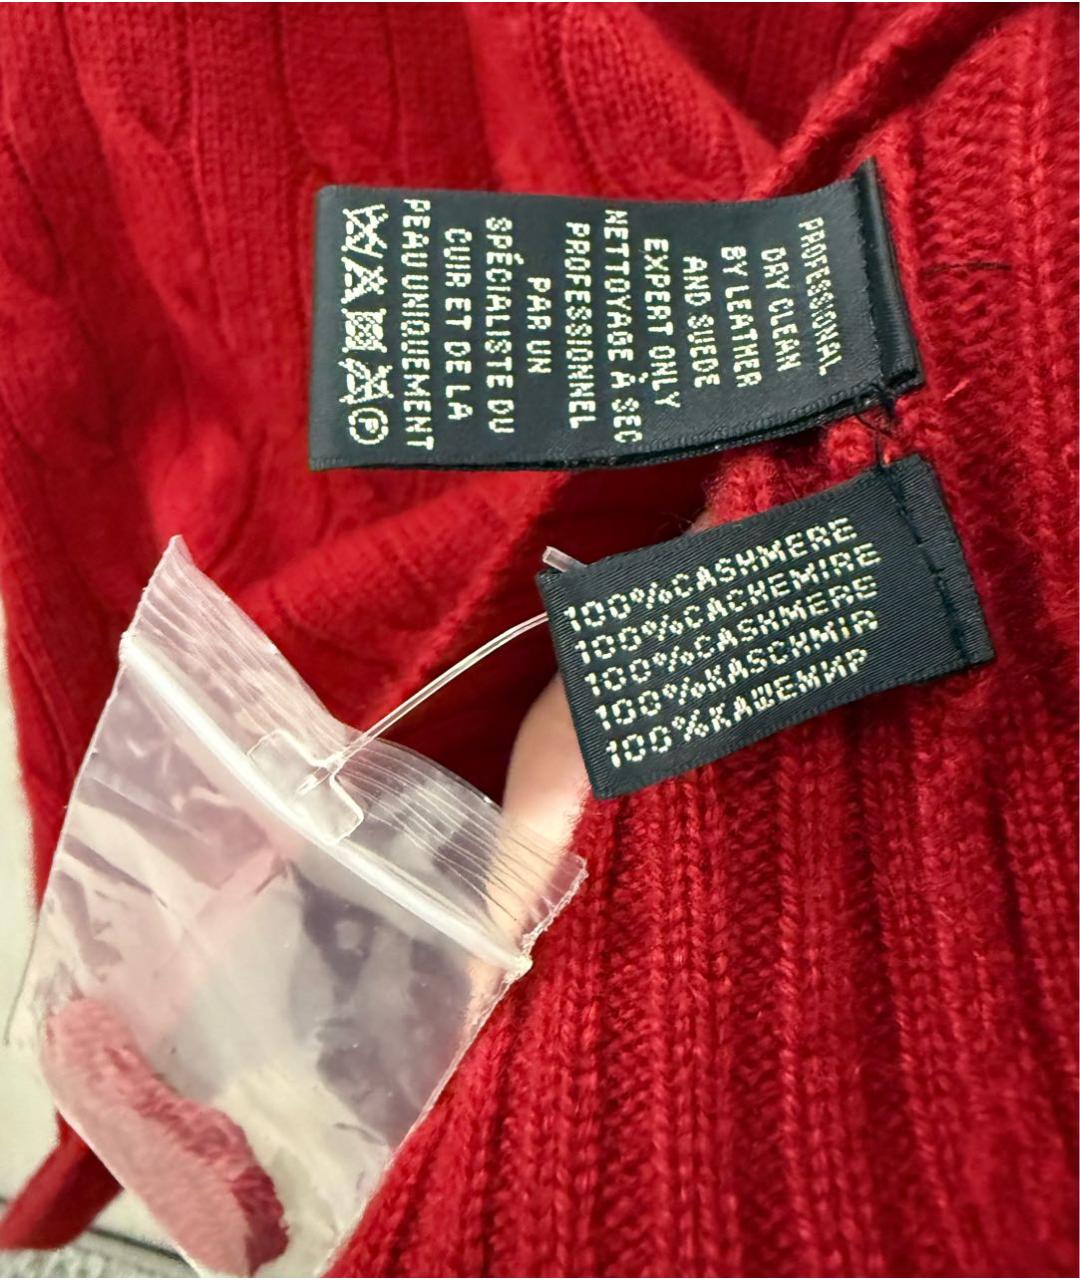 PROFESSIONAL
DRY CLEAN
BY LEATHER
AND SUEDE
EXPERT ONLY
NETTOYAGE À SEC
PROFESSIONNEL
PAR UN
SPÉCIALISTE DU
CUIR ET DE LA
PEAU UNIQUEMENT
P
100%CASHMERE
100%CACHEMIRE
100%CASHMERE
100%KASCHMIR
100%КАШЕМИР